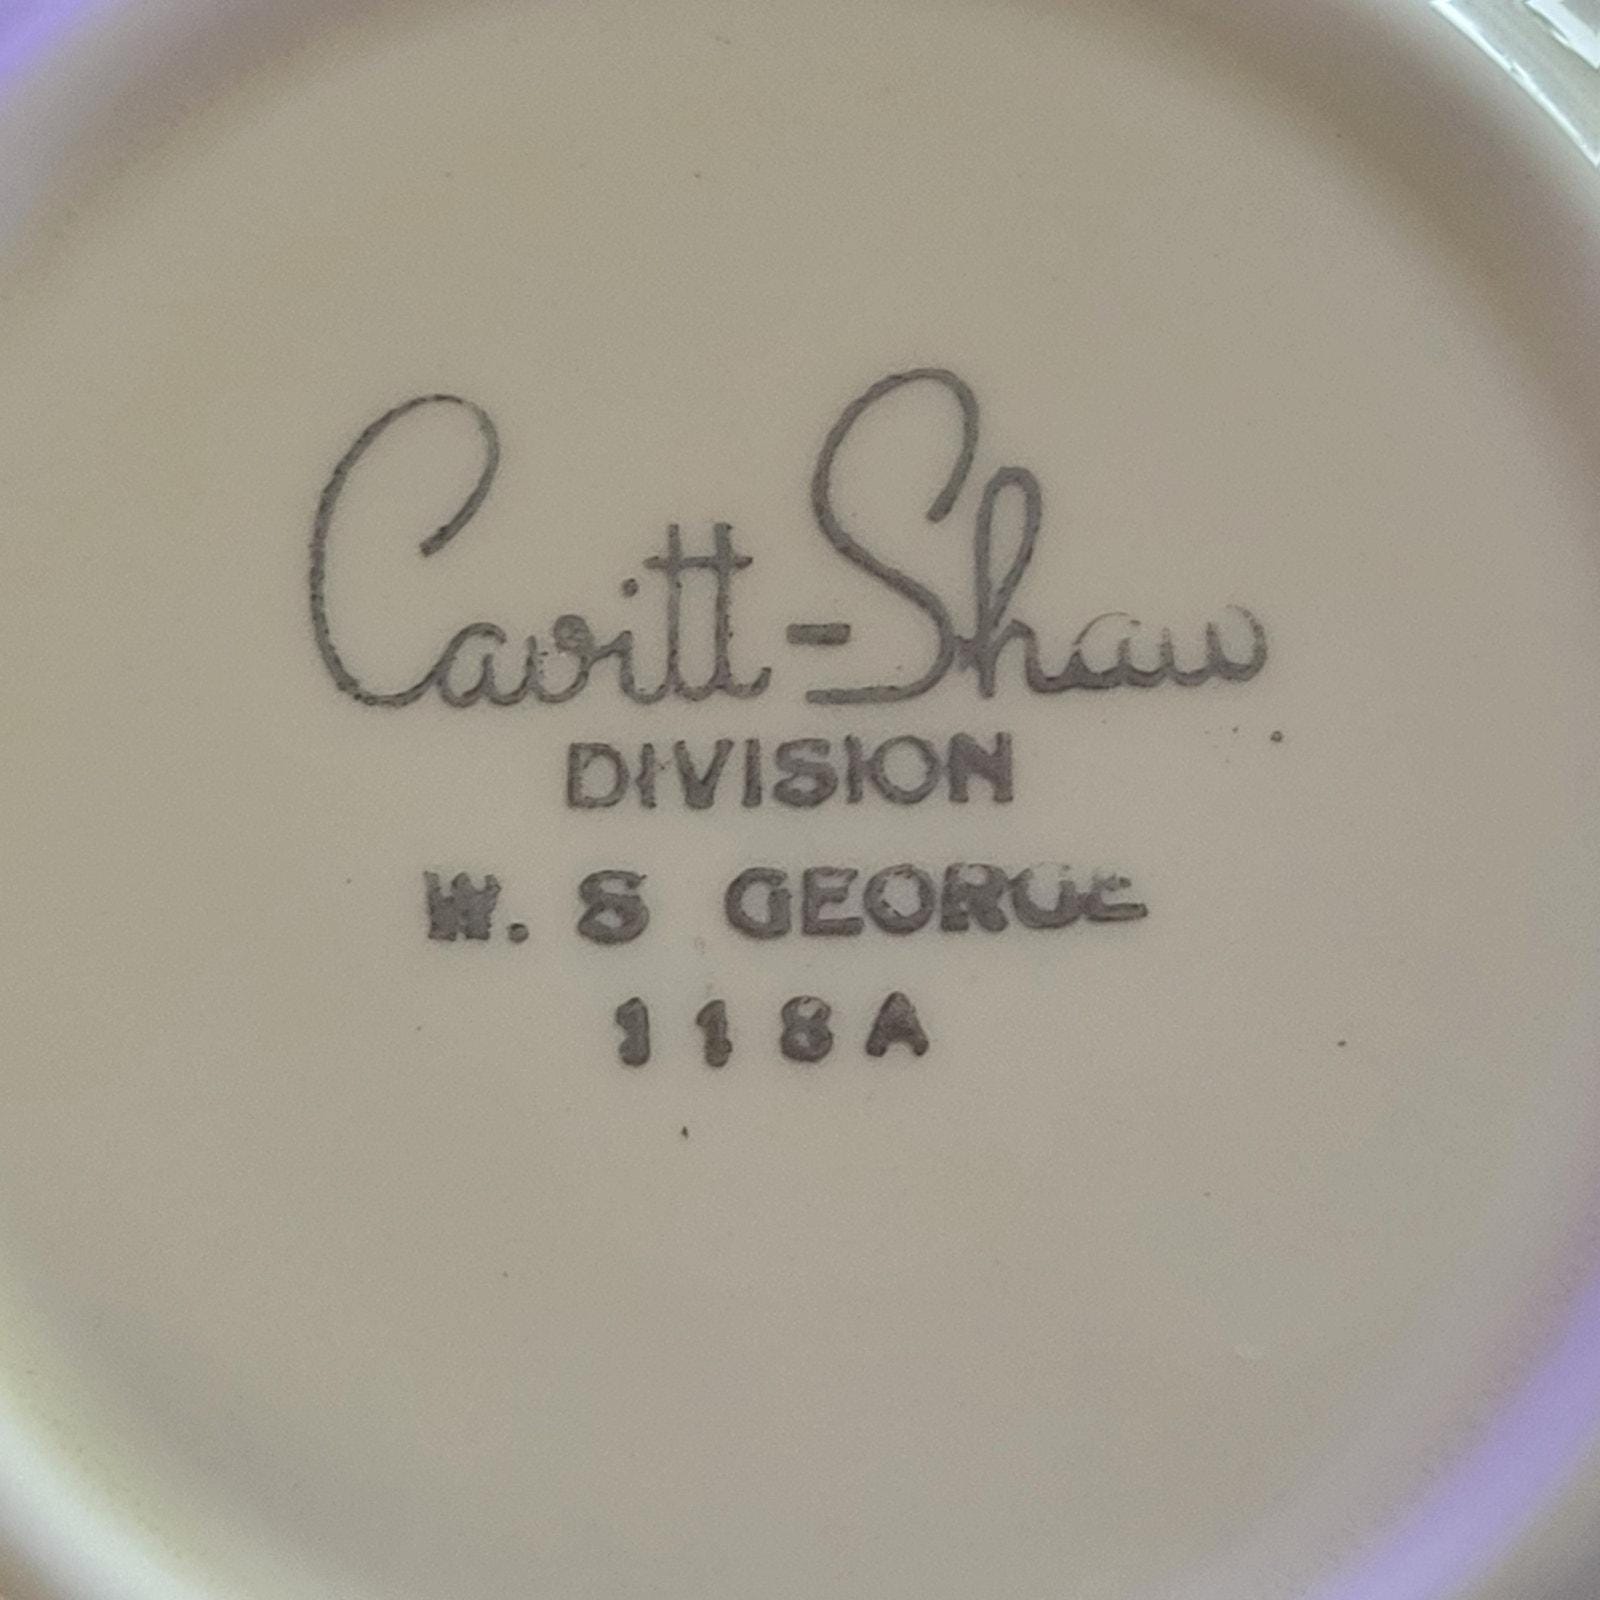 Cavitt-Shaw
DIVISION
W. S GEORGE
118A